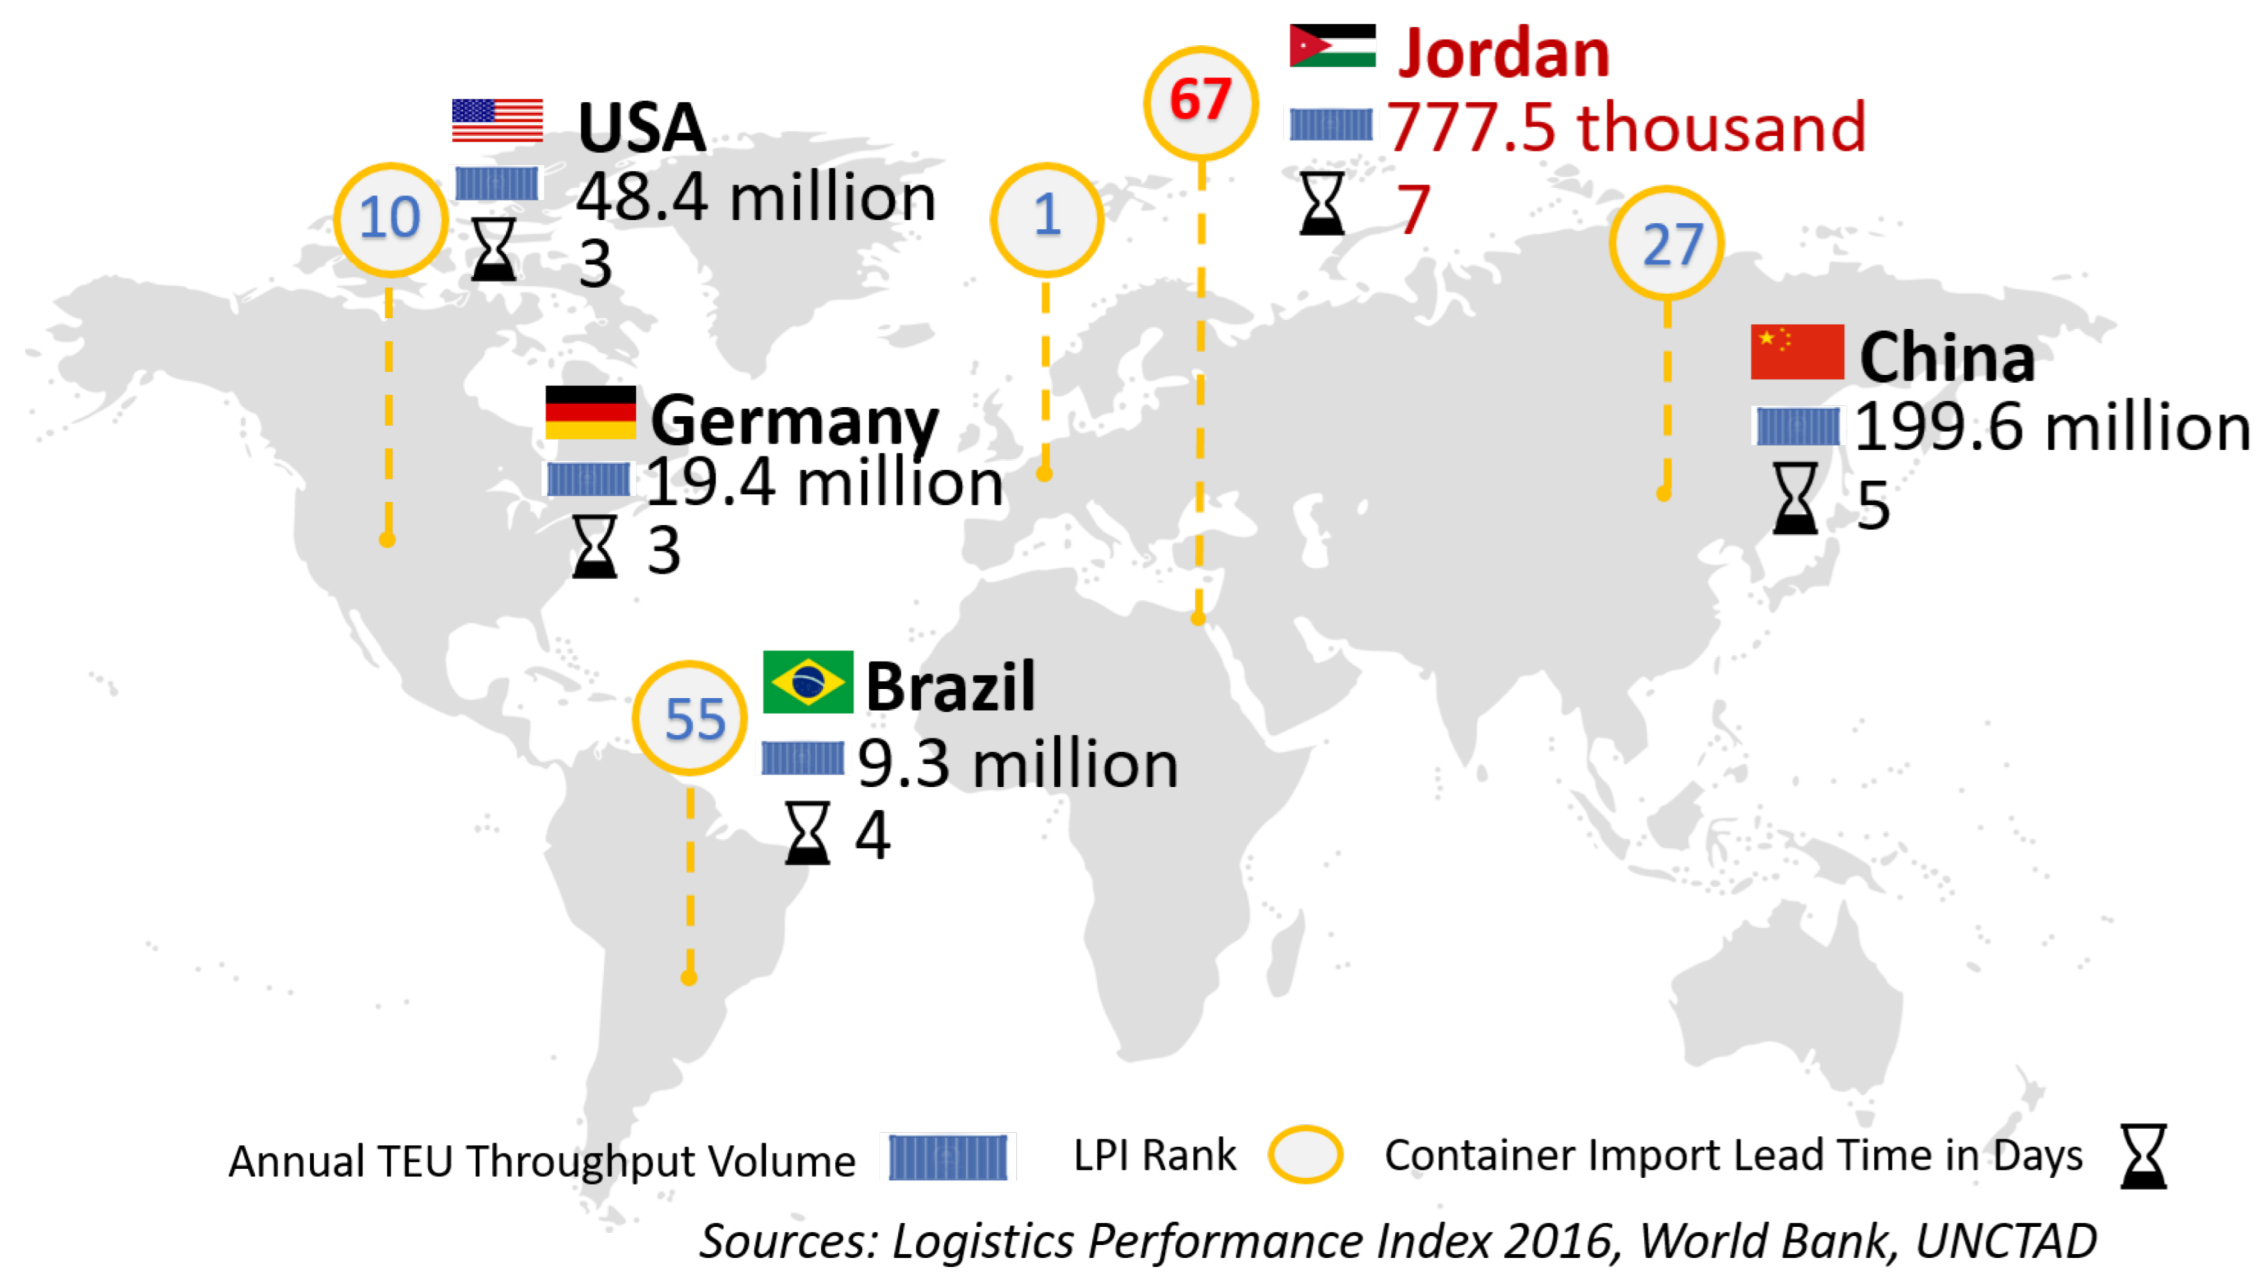 67
Jordan
777.5 thousand
7
10
USA
48.4 million
3
1
27
China
199.6 million
5
Germany
19.4 million
3
55
Brazil
9.3 million
4
Annual TEU Throughput Volume
LPI Rank
Container Import Lead Time in Days
Sources: Logistics Performance Index 2016, World Bank, UNCTAD